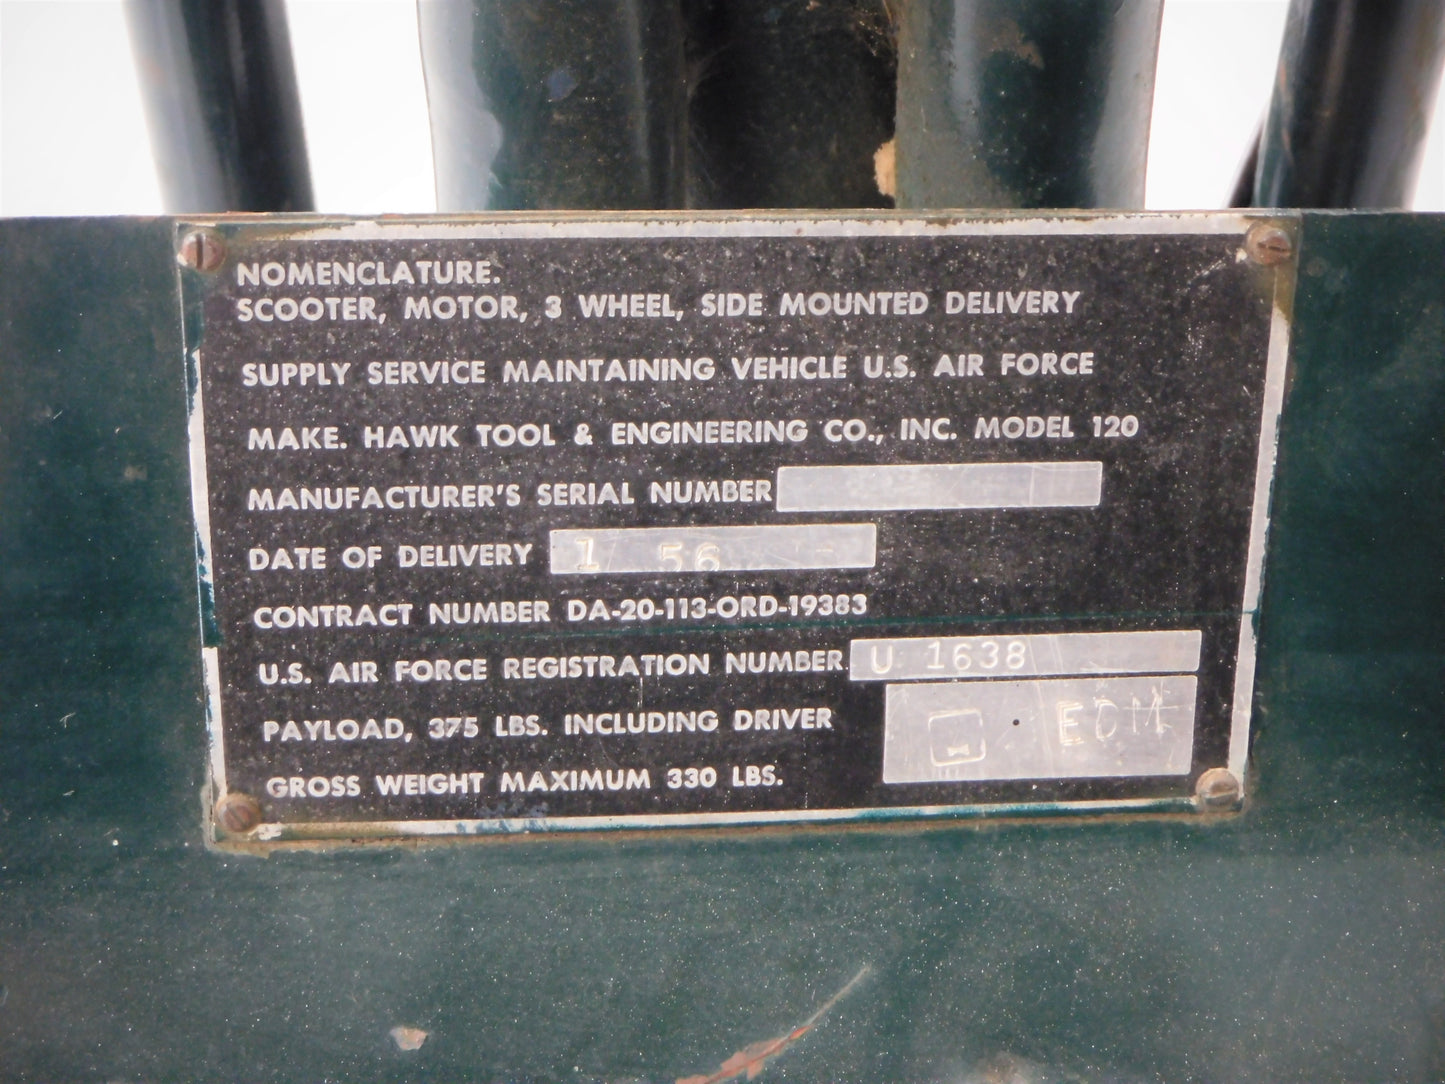 NOMENCLATURE.
SCOOTER, MOTOR, 3 WHEEL, SIDE MOUNTED DELIVERY
SUPPLY SERVICE MAINTAINING VEHICLE U.S. AIR FORCE
MAKE. HAWK TOOL & ENGINEERING CO., INC. MODEL 120
MANUFACTURER'S SERIAL NUMBER
DATE OF DELIVERY 1 56
CONTRACT NUMBER DA-20-113-ORD-19383
U.S. AIR FORCE REGISTRATION NUMBER U 1638
PAYLOAD, 375 LBS. INCLUDING DRIVER
GROSS WEIGHT MAXIMUM 330 LBS.